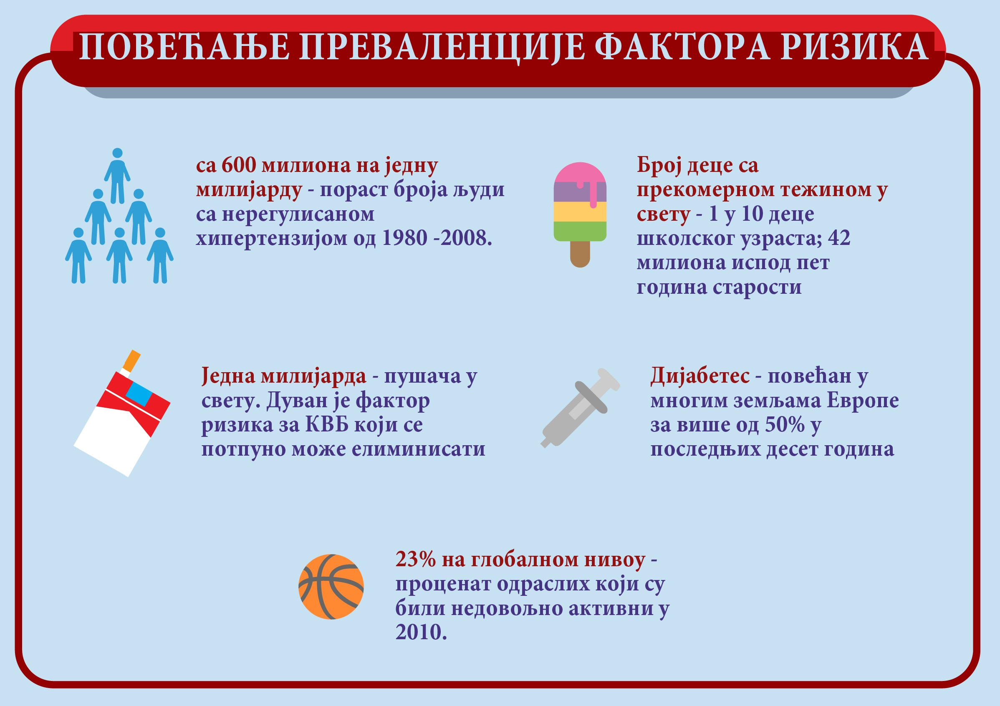 ПОВЕЋАЊЕ ПРЕВАЛЕНЦИЈЕ ФАКТОРА РИЗИКА
са 600 милиона на једну
милијарду - пораст броја људи
са нерегулисаном
хипертензијом од 1980 -2008.
Број деце са
прекомерном тежином у
свету - 1 у 10 деце
школског узраста; 42
милиона испод пет
година старости
Једна милијарда - пушача у
свету. Дуван је фактор
ризика за КВБ који се
потпуно може елиминисати
Дијабетес - повећан у
многим земљама Европе
за више од 50% у
последњих десет година
23% на глобалном нивоу -
проценат одраслих који су
били недовољно активни у
2010.